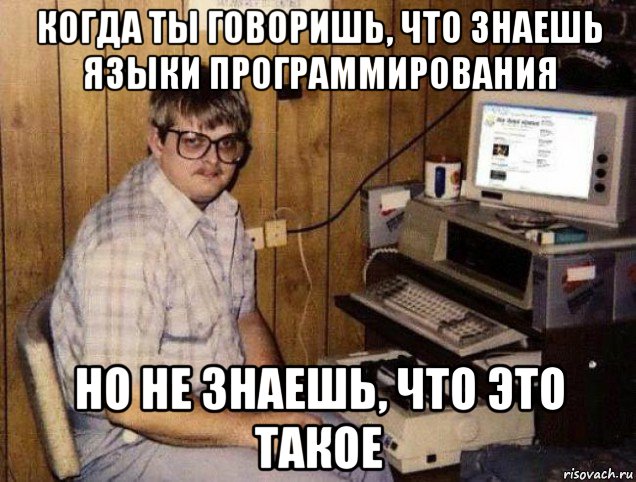 КОГДА ТЫ ГОВОРИШЬ, ЧТО ЗНАЕШЬ
ЯЗЫКИ ПРОГРАММИРОВАНИЯ
НО НЕ ЗНАЕШЬ, ЧТО ЭТО
ТАКОЕ
risovach.ru